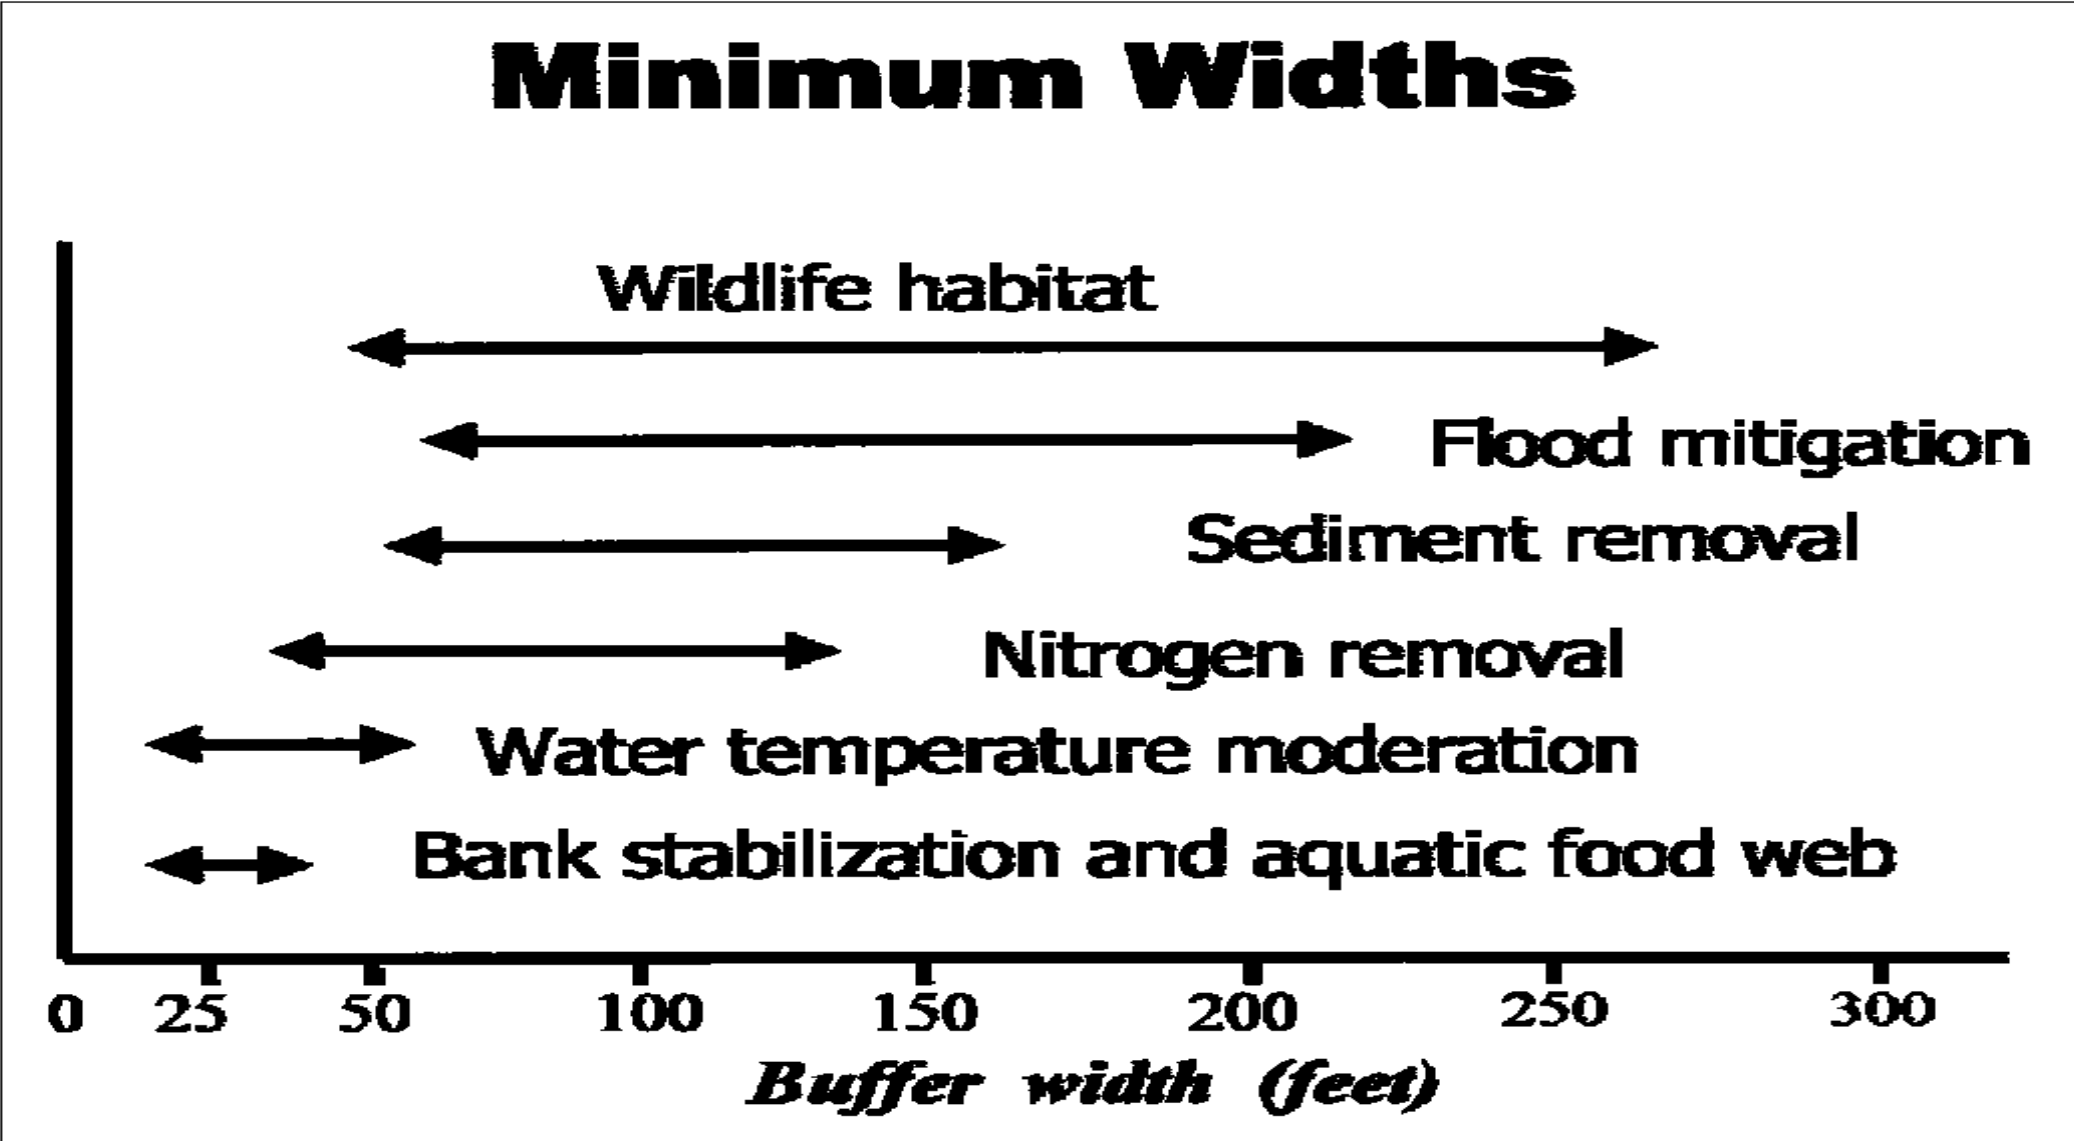 Minimum Widths
Wildlife habitat
Flood mitigation
Sediment removal
Nitrogen removal
Water temperature moderation
Bank stabilization and aquatic food web
0 25 50 100 150 200 250 300
Buffer width (feet)